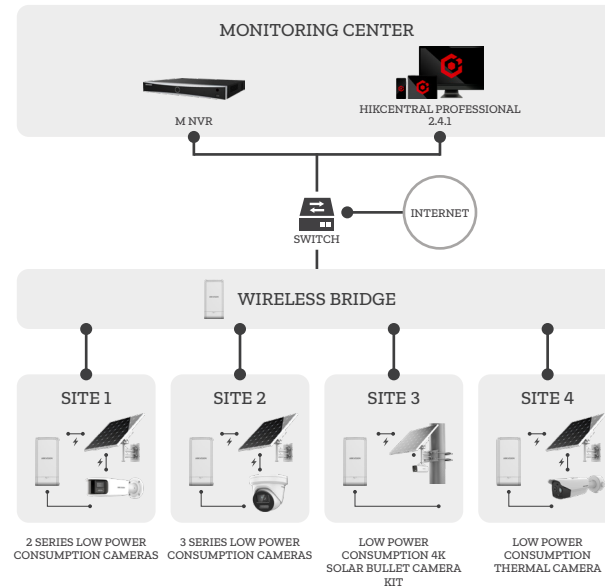 MONITORING CENTER
M NVR
HIKCENTRAL PROFESSIONAL
2.4.1
INTERNET
SWITCH
WIRELESS BRIDGE
SITE 1
SITE 2
SITE 3
SITE 4
2 SERIES LOW POWER
CONSUMPTION CAMERAS
3 SERIES LOW POWER
CONSUMPTION CAMERAS
LOW POWER
CONSUMPTION 4K
SOLAR BULLET CAMERA
KIT
LOW POWER
CONSUMPTION
THERMAL CAMERA